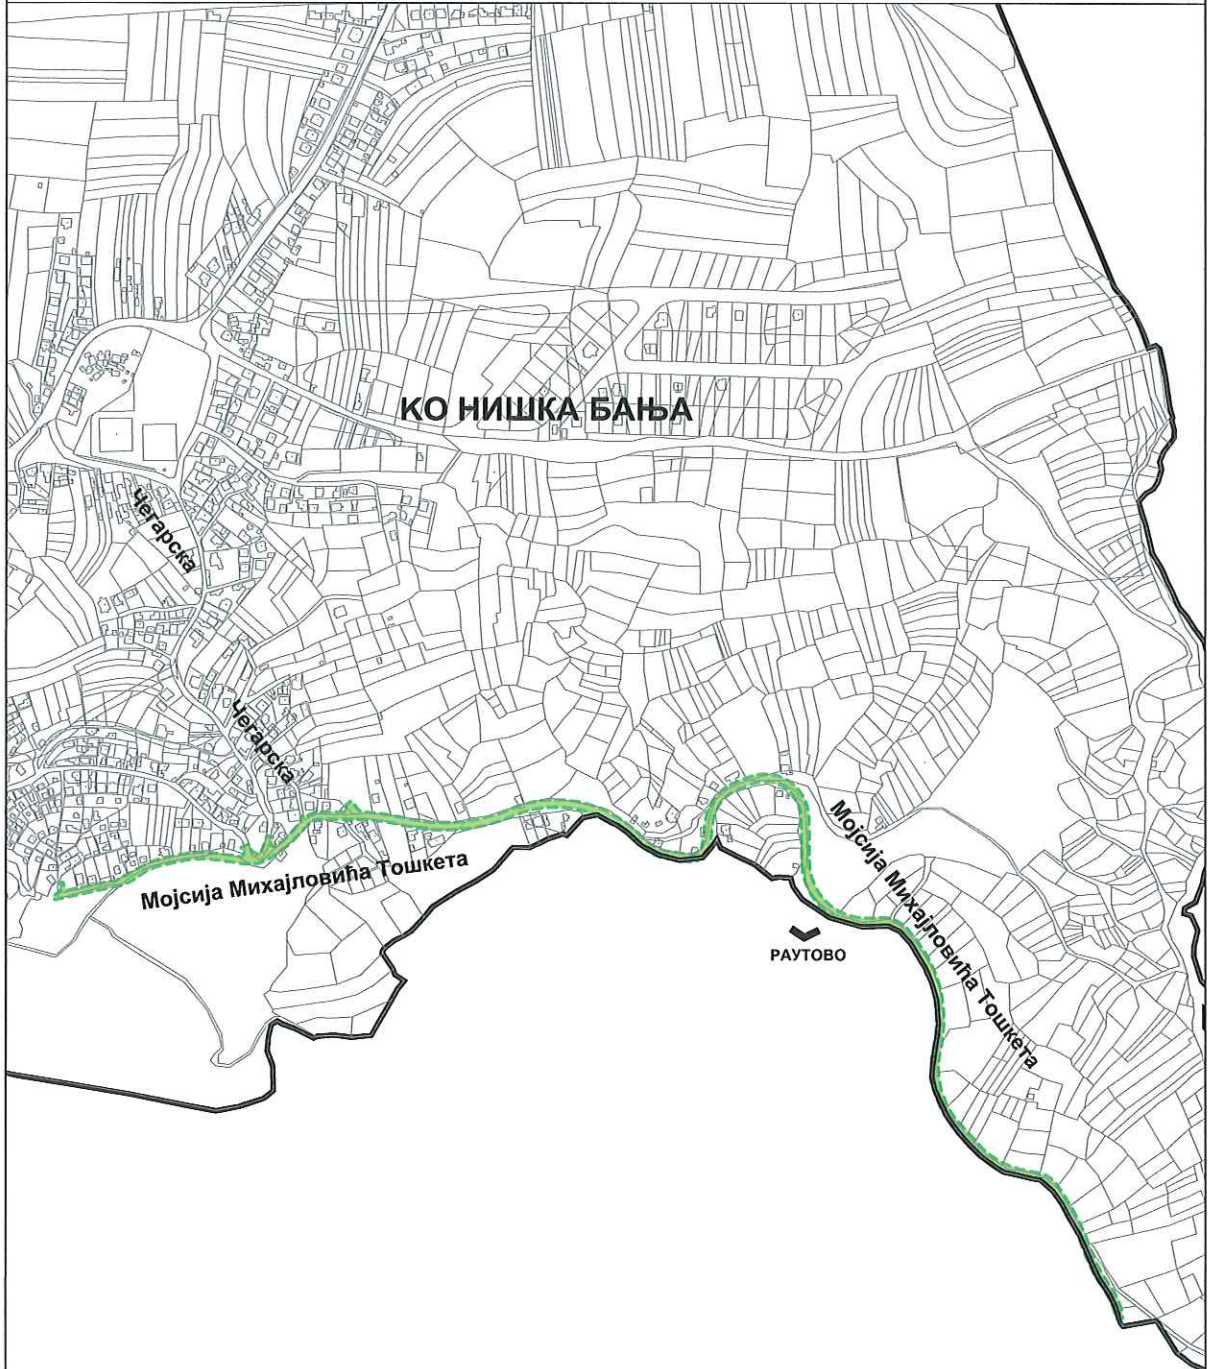 КО НИШКА БАЊА
Чегарска
Чегарска
Мојсија Михајловића Тошкета
Мојсија Михајловића Тошкета
РАУТОВО